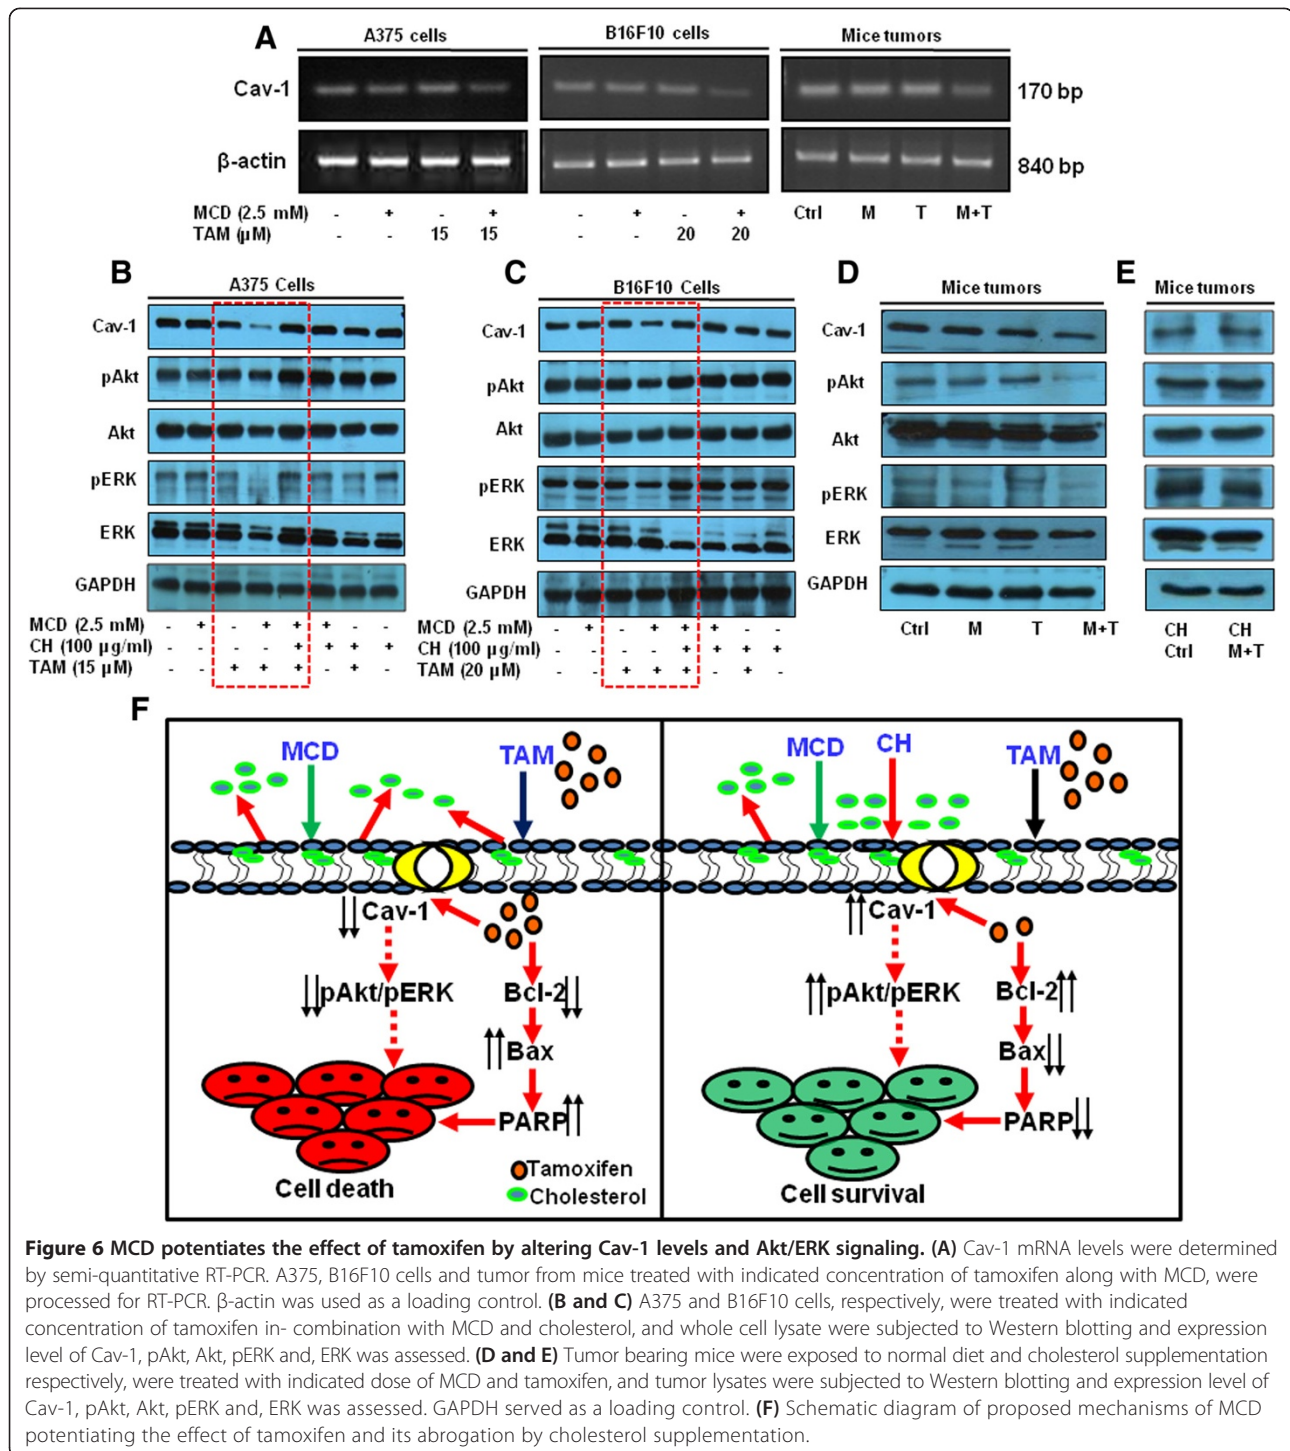 A
A375 cells
B16F10 cells
Mice tumors
Cav-1
170 bp
β-actin
840 bp
MCD (2.5 mM) - + - + - + - +
TAM (µM) - - 15 15 - - 20 20
Ctrl M T M+T
B
A375 Cells
Cav-1
pAkt
Akt
pERK
ERK
GAPDH
MCD (2.5 mM) - + - + + + - -
CH (100 µg/ml) - - - - + + + +
TAM (15 µM) - - + + + - + -
C
B16F10 Cells
Cav-1
pAkt
Akt
pERK
ERK
GAPDH
MCD (2.5 mM) - + - + + + - -
CH (100 µg/ml) - - - - + + + +
TAM (20 µM) - - + + + - + -
D
Mice tumors
Cav-1
pAkt
Akt
pERK
ERK
GAPDH
Ctrl M T M+T
E
Mice tumors
CH CH
Ctrl M+T
F
MCD
TAM
Cav-1
pAkt/pERK
Bcl-2
Bax
PARP
Cell death
Tamoxifen
Cholesterol
MCD
CH
TAM
Cav-1
pAkt/pERK
Bcl-2
Bax
PARP
Cell survival
Figure 6 MCD potentiates the effect of tamoxifen by altering Cav-1 levels and Akt/ERK signaling. (A) Cav-1 mRNA levels were determined
by semi-quantitative RT-PCR. A375, B16F10 cells and tumor from mice treated with indicated concentration of tamoxifen along with MCD, were
processed for RT-PCR. β-actin was used as a loading control. (B and C) A375 and B16F10 cells, respectively, were treated with indicated
concentration of tamoxifen in- combination with MCD and cholesterol, and whole cell lysate were subjected to Western blotting and expression
level of Cav-1, pAkt, Akt, pERK and, ERK was assessed. (D and E) Tumor bearing mice were exposed to normal diet and cholesterol supplementation
respectively, were treated with indicated dose of MCD and tamoxifen, and tumor lysates were subjected to Western blotting and expression level of
Cav-1, pAkt, Akt, pERK and, ERK was assessed. GAPDH served as a loading control. (F) Schematic diagram of proposed mechanisms of MCD
potentiating the effect of tamoxifen and its abrogation by cholesterol supplementation.